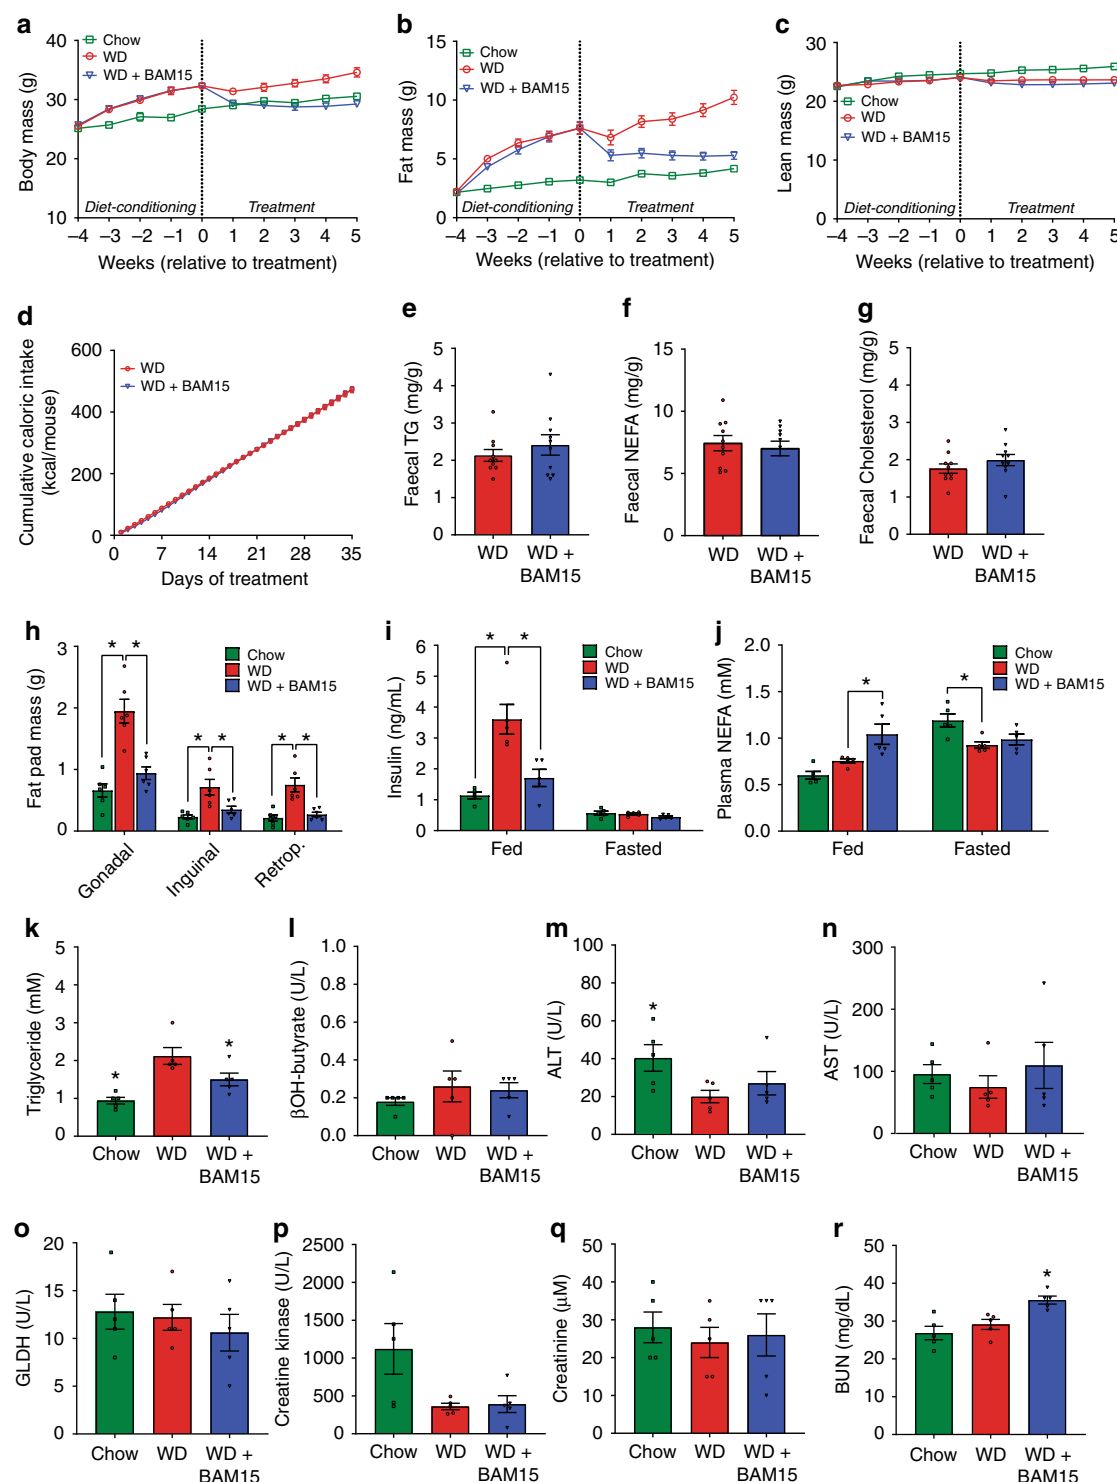 a
Body mass (g)
40
30
20
10
Chow
WD
WD + BAM15
Diet-conditioning
Treatment
−4 −3 −2 −1 0 1 2 3 4 5
Weeks (relative to treatment)
b
Fat mass (g)
15
10
5
0
Chow
WD
WD + BAM15
Diet-conditioning
Treatment
−4 −3 −2 −1 0 1 2 3 4 5
Weeks (relative to treatment)
c
Lean mass (g)
30
20
10
0
Chow
WD
WD + BAM15
Diet-conditioning
Treatment
−4 −3 −2 −1 0 1 2 3 4 5
Weeks (relative to treatment)
d
Cumulative caloric intake
(kcal/mouse)
600
400
200
0
WD
WD + BAM15
0 7 14 21 28 35
Days of treatment
e
Faecal TG (mg/g)
5
4
3
2
1
0
WD WD +
BAM15
f
Faecal NEFA (mg/g)
15
10
5
0
WD WD +
BAM15
g
Faecal Cholesterol (mg/g)
5
4
3
2
1
0
WD WD +
BAM15
h
Fat pad mass (g)
3
2
1
0
* *
* *
* *
Chow
WD
WD + BAM15
Gonadal
Inguinal
Retrop.
i
Insulin (ng/mL)
6
5
4
3
2
1
0
* *
Chow
WD
WD + BAM15
Fed Fasted
j
Plasma NEFA (mM)
2.0
1.5
1.0
0.5
0.0
* *
Chow
WD
WD + BAM15
Fed Fasted
k
Triglyceride (mM)
5
4
3
2
1
0
* *
Chow WD WD +
BAM15
l
βOH-butyrate (U/L)
1.0
0.8
0.6
0.4
0.2
0.0
Chow WD WD +
BAM15
m
ALT (U/L)
100
80
60
40
20
0
*
Chow WD WD +
BAM15
n
AST (U/L)
300
200
100
0
Chow WD WD +
BAM15
o
GLDH (U/L)
20
15
10
5
0
Chow WD WD +
BAM15
p
Creatine kinase (U/L)
2500
2000
1500
1000
500
0
Chow WD WD +
BAM15
q
Creatinine (μM)
50
40
30
20
10
0
Chow WD WD +
BAM15
r
BUN (mg/dL)
50
40
30
20
10
0
*
Chow WD WD +
BAM15